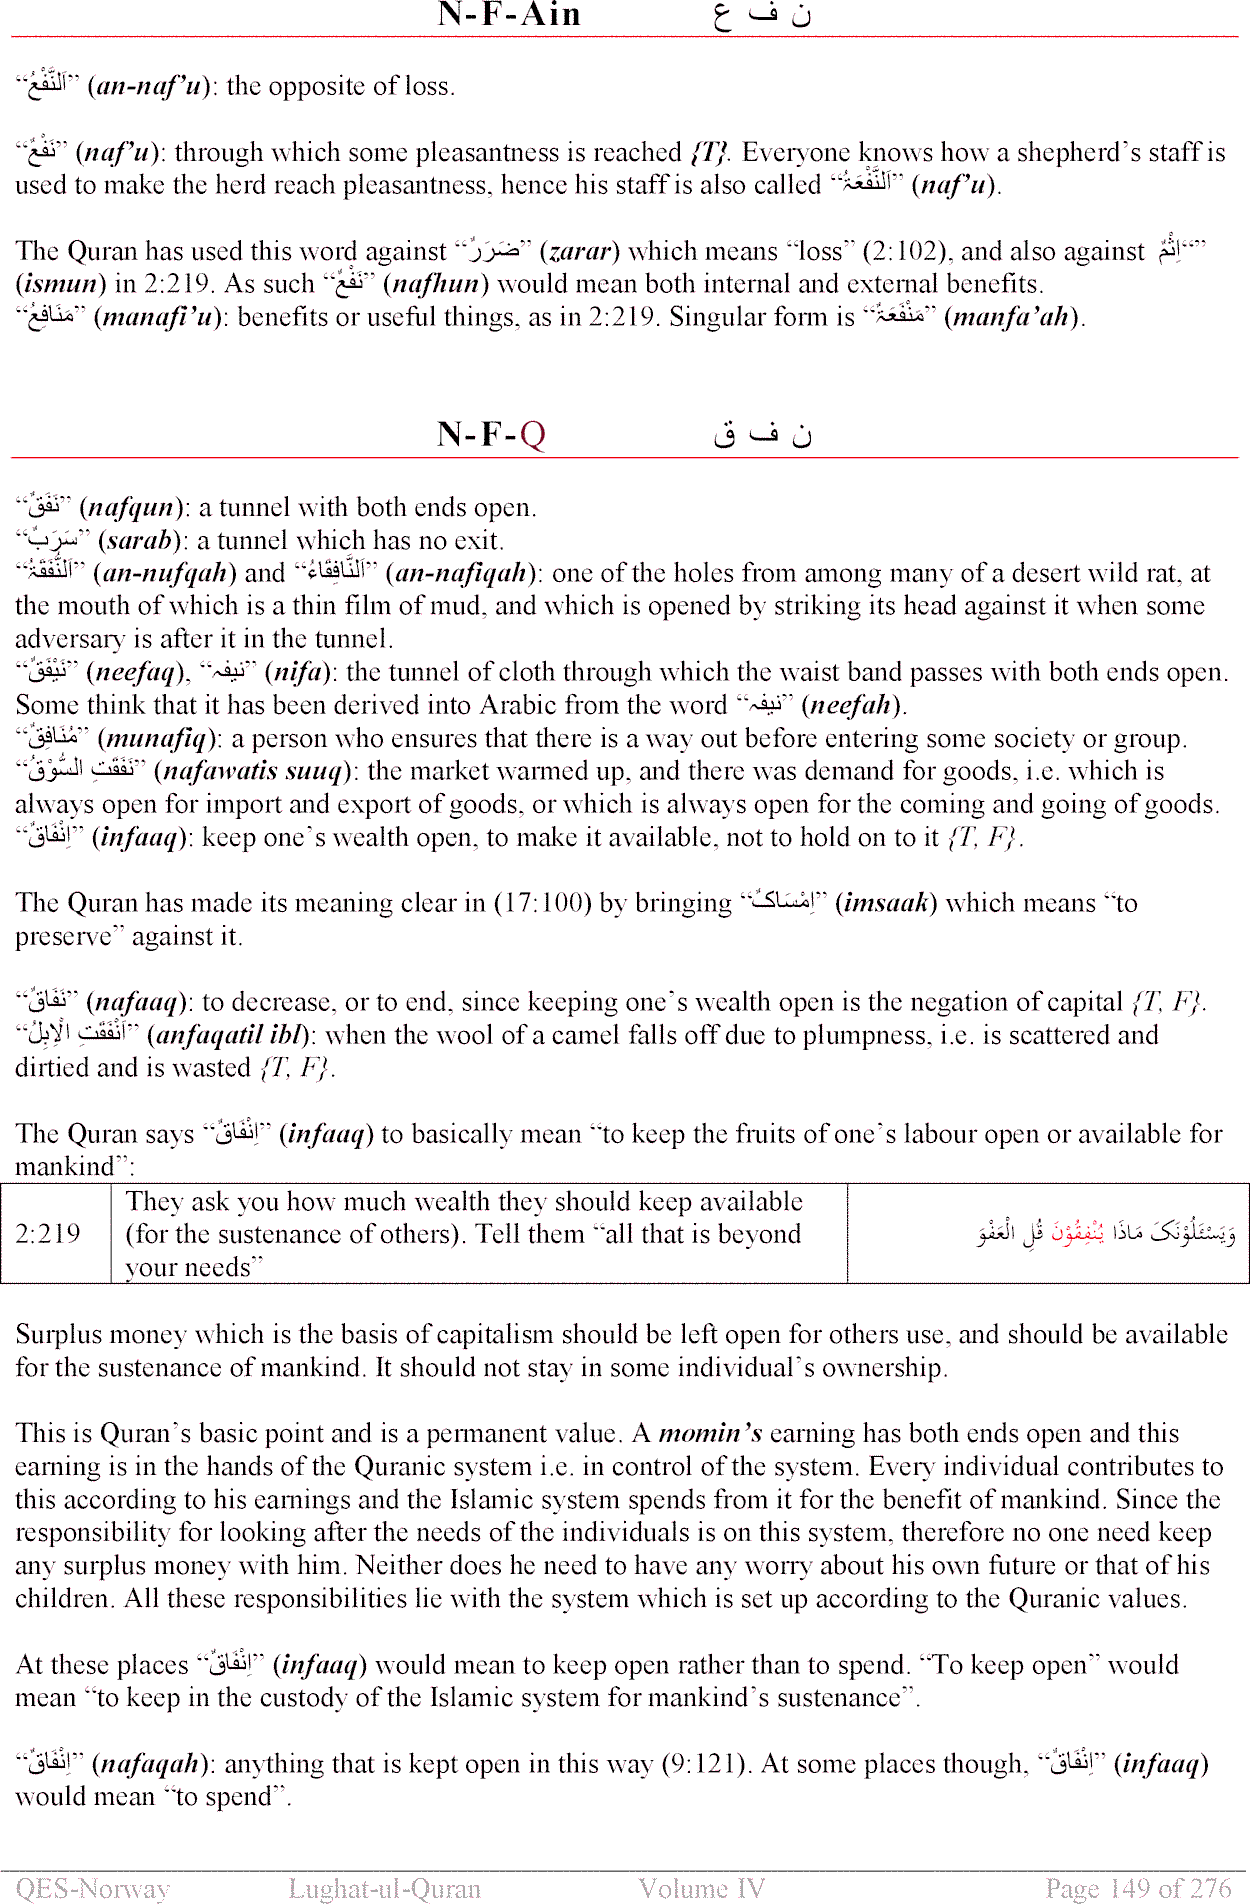 N-F-Ain ن ف ع
“اَلنَّفْعُ” (an-naf’u): the opposite of loss.
“نَفْعٌ” (naf’u): through which some pleasantness is reached {T}. Everyone knows how a shepherd’s staff is
used to make the herd reach pleasantness, hence his staff is also called “اَلنَّفْعَۃُ” (naf’u).
The Quran has used this word against “ضَرَرٌ” (zarar) which means “loss” (2:102), and also against اِثْمٌ“”
(ismun) in 2:219. As such “نَفْعٌ” (nafhun) would mean both internal and external benefits.
“مَنَافِعُ” (manafi’u): benefits or useful things, as in 2:219. Singular form is “مَنْفَعَۃٌ” (manfa’ah).
N-F-Q ن ف ق
“نَفَقٌ” (nafqun): a tunnel with both ends open.
“سَرَبٌ” (sarab): a tunnel which has no exit.
“اَلنُّفَقَۃُ” (an-nufqah) and “اَلنَّافِقَاءُ” (an-nafiqah): one of the holes from among many of a desert wild rat, at
the mouth of which is a thin film of mud, and which is opened by striking its head against it when some
adversary is after it in the tunnel.
“نَیْفَقٌ” (neefaq), “نیفہ” (nifa): the tunnel of cloth through which the waist band passes with both ends open.
Some think that it has been derived into Arabic from the word “نیفہ” (neefah).
“مُنَافِقٌ” (munafiq): a person who ensures that there is a way out before entering some society or group.
“نَفَقَتِ السُّوْقُ” (nafawatis suuq): the market warmed up, and there was demand for goods, i.e. which is
always open for import and export of goods, or which is always open for the coming and going of goods.
“اِنْفَاقٌ” (infaaq): keep one’s wealth open, to make it available, not to hold on to it {T, F}.
The Quran has made its meaning clear in (17:100) by bringing “اِمْسَاکٌ” (imsaak) which means “to
preserve” against it.
“نَفَاقٌ” (nafaaq): to decrease, or to end, since keeping one’s wealth open is the negation of capital {T, F}.
“اَنْفَقَتِ الْاِبِلُ” (anfaqatil ibl): when the wool of a camel falls off due to plumpness, i.e. is scattered and
dirtied and is wasted {T, F}.
The Quran says “اِنْفَاقٌ” (infaaq) to basically mean “to keep the fruits of one’s labour open or available for
mankind”:
They ask you how much wealth they should keep available
2:219 (for the sustenance of others). Tell them “all that is beyond وَیَسْئَلُوْنَکَ مَاذَا یُنْفِقُوْنَ قُلِ الْعَفْوَ
your needs”
Surplus money which is the basis of capitalism should be left open for others use, and should be available
for the sustenance of mankind. It should not stay in some individual’s ownership.
This is Quran’s basic point and is a permanent value. A momin’s earning has both ends open and this
earning is in the hands of the Quranic system i.e. in control of the system. Every individual contributes to
this according to his earnings and the Islamic system spends from it for the benefit of mankind. Since the
responsibility for looking after the needs of the individuals is on this system, therefore no one need keep
any surplus money with him. Neither does he need to have any worry about his own future or that of his
children. All these responsibilities lie with the system which is set up according to the Quranic values.
At these places “اِنْفَاقٌ” (infaaq) would mean to keep open rather than to spend. “To keep open” would
mean “to keep in the custody of the Islamic system for mankind’s sustenance”.
“اِنْفَاقٌ” (nafaqah): anything that is kept open in this way (9:121). At some places though, “اِنْفَاقٌ” (infaaq)
would mean “to spend”.
QES-Norway Lughat-ul-Quran Volume IV Page 149 of 276